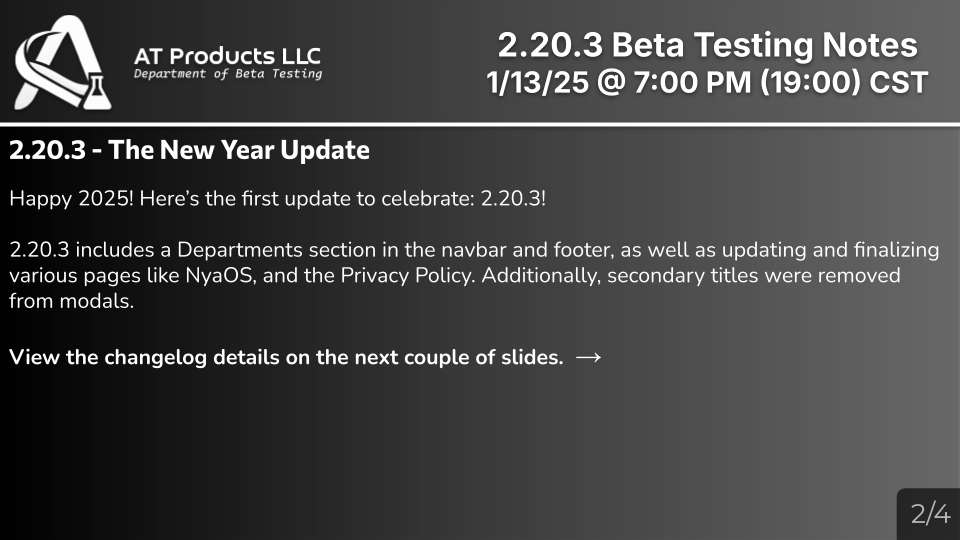 AT Products LLC
Department of Beta Testing
2.20.3 Beta Testing Notes
1/13/25 @ 7:00 PM (19:00) CST
2.20.3 - The New Year Update
Happy 2025! Here’s the first update to celebrate: 2.20.3!
2.20.3 includes a Departments section in the navbar and footer, as well as updating and finalizing
various pages like NyaOS, and the Privacy Policy. Additionally, secondary titles were removed
from modals.
View the changelog details on the next couple of slides. →
2/4